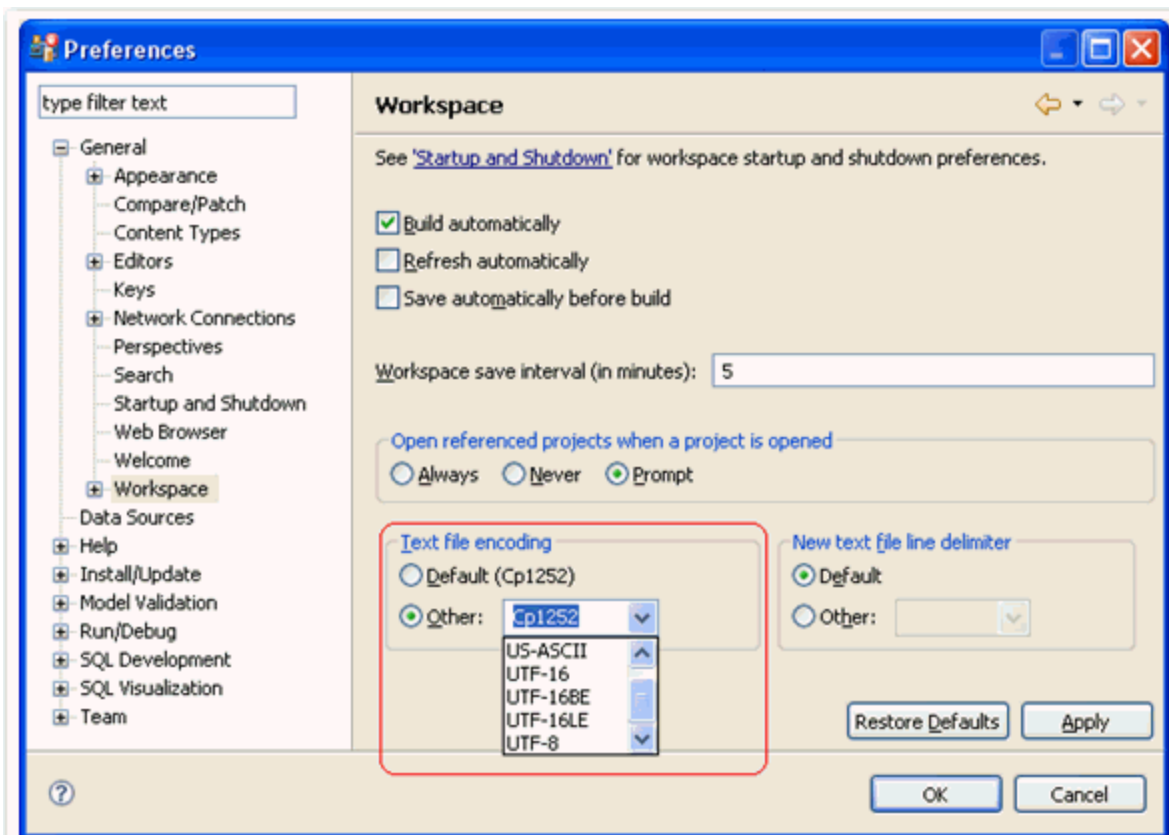 Preferences
type filter text
General
Appearance
Compare/Patch
Content Types
Editors
Keys
Network Connections
Perspectives
Search
Startup and Shutdown
Web Browser
Welcome
Workspace
Data Sources
Help
Install/Update
Model Validation
Run/Debug
SQL Development
SQL Visualization
Team
Workspace
See 'Startup and Shutdown' for workspace startup and shutdown preferences.
Build automatically
Refresh automatically
Save automatically before build
Workspace save interval (in minutes): 5
Open referenced projects when a project is opened
Always Never Prompt
Text file encoding
Default (Cp1252)
Other: Cp1252
US-ASCII
UTF-16
UTF-16BE
UTF-16LE
UTF-8
New text file line delimiter
Default
Other:
Restore Defaults Apply
? OK Cancel